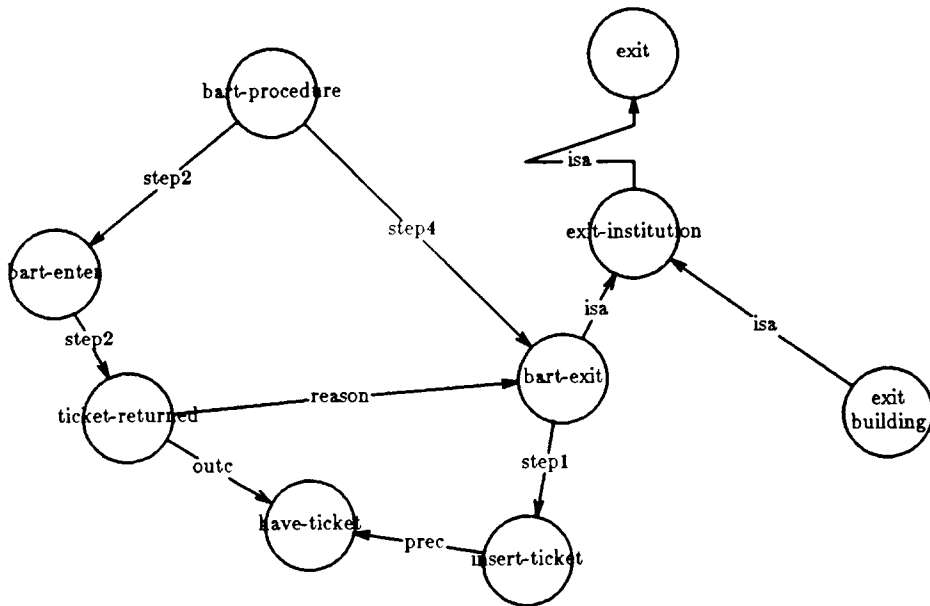 exit
bart-procedure
isa
step2
step4
exit-institution
bart-enter
isa
step2
isa
bart-exit
reason
exit
building
ticket-returned
outc
step1
have-ticket
prec
insert-ticket